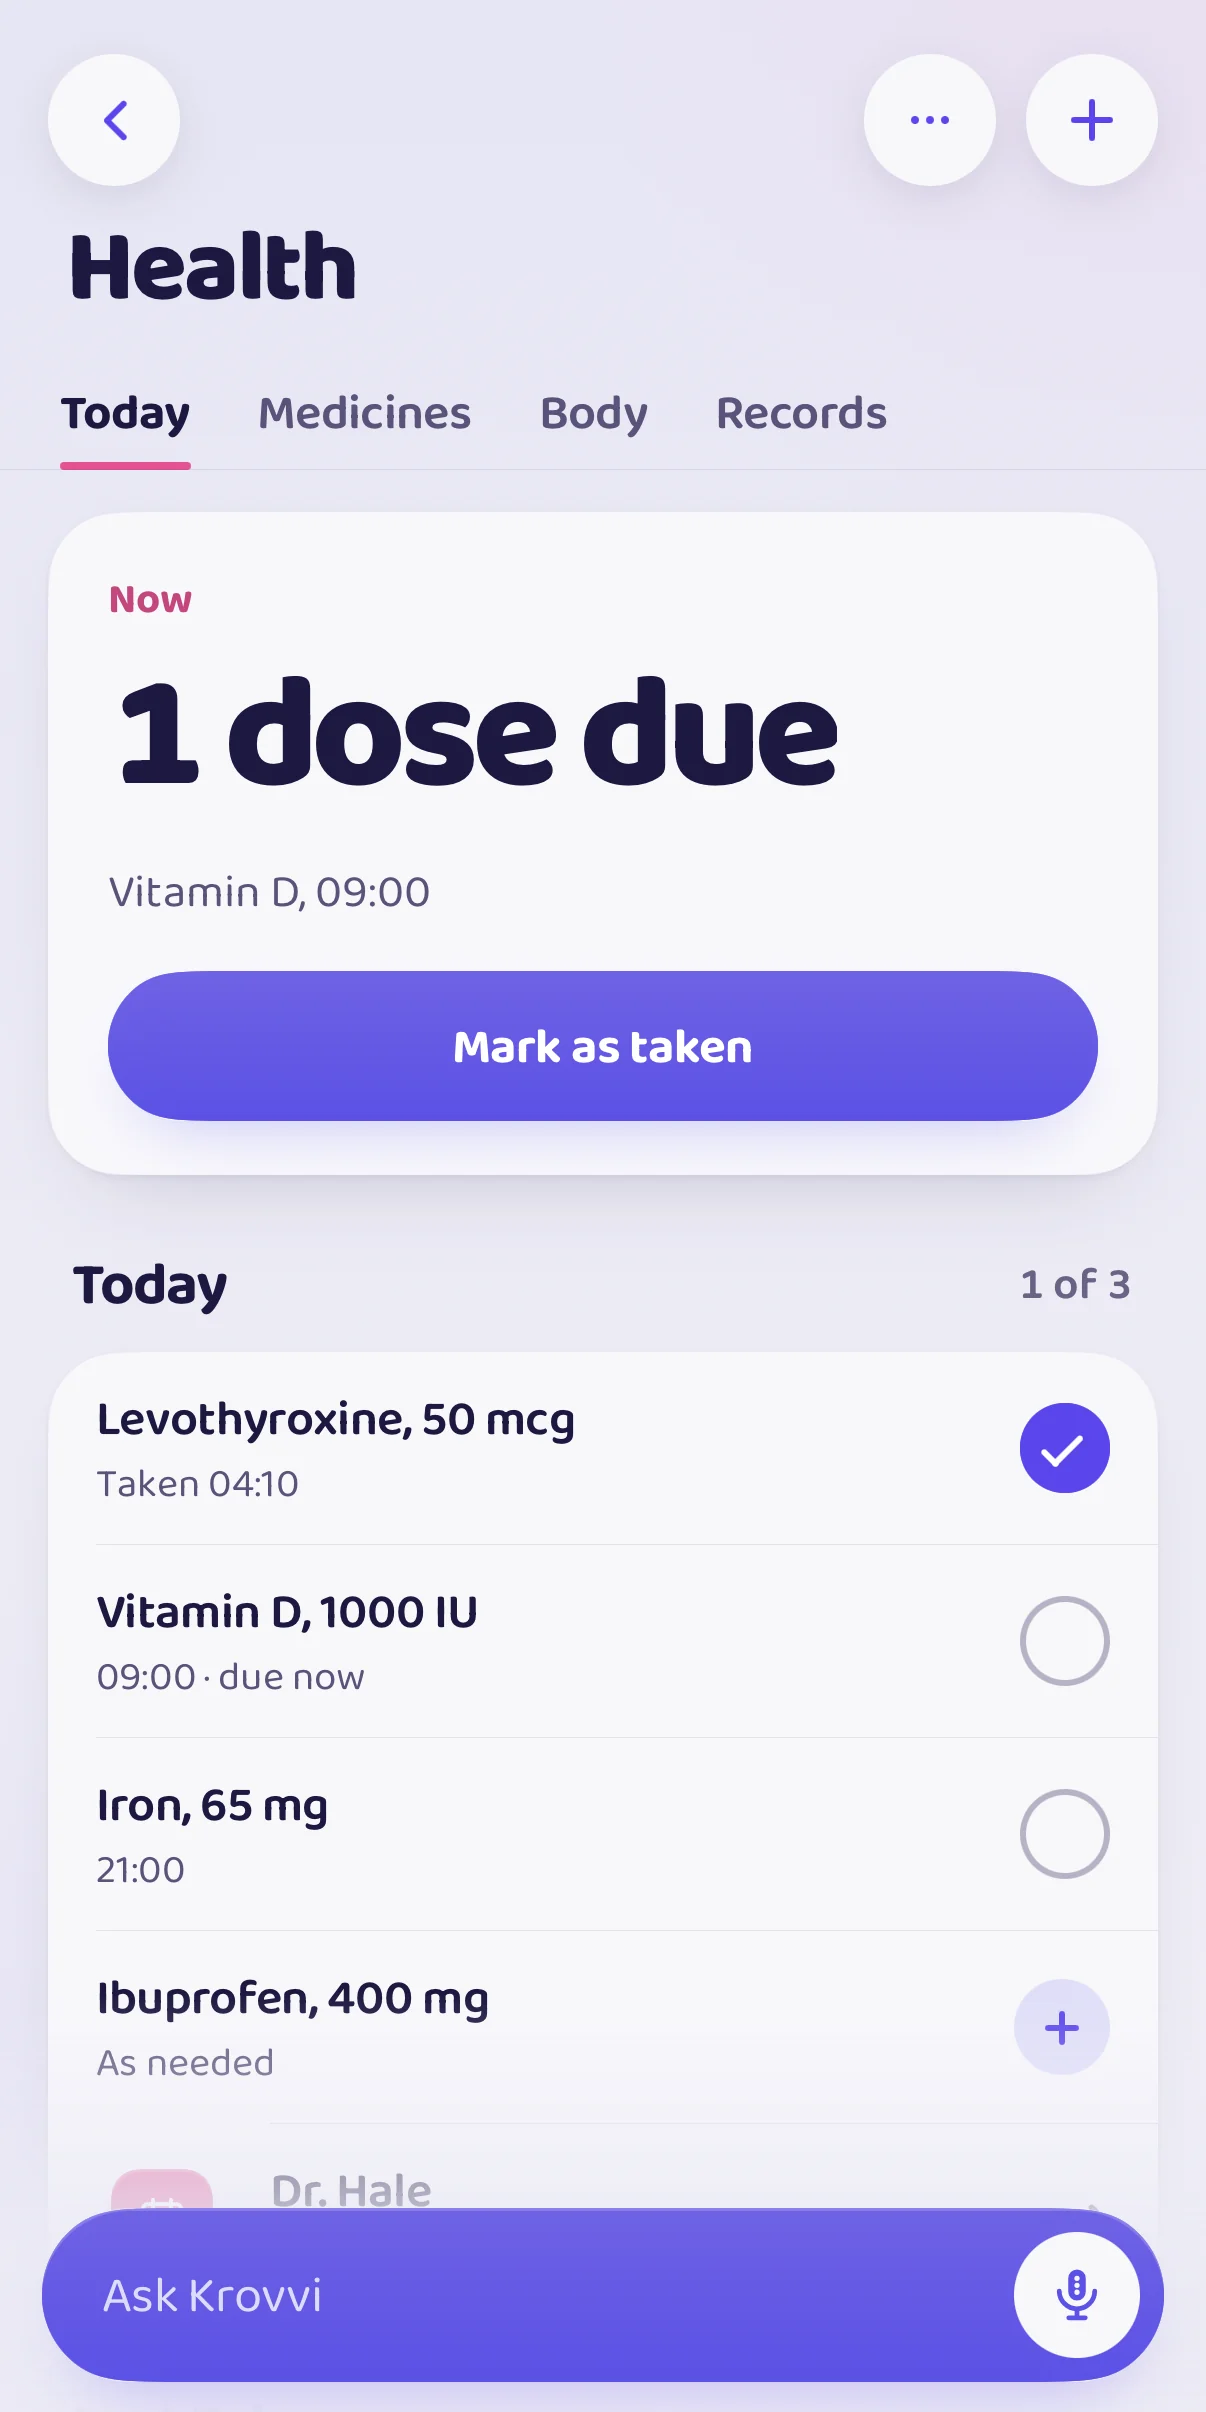 Health
Today Medicines Body Records
Now
1 dose due
Vitamin D, 09:00
Mark as taken
Today 1 of 3
Levothyroxine, 50 mcg
Taken 04:10
Vitamin D, 1000 IU
09:00 · due now
Iron, 65 mg
21:00
Ibuprofen, 400 mg
As needed
Dr. Hale
Ask Krovvi